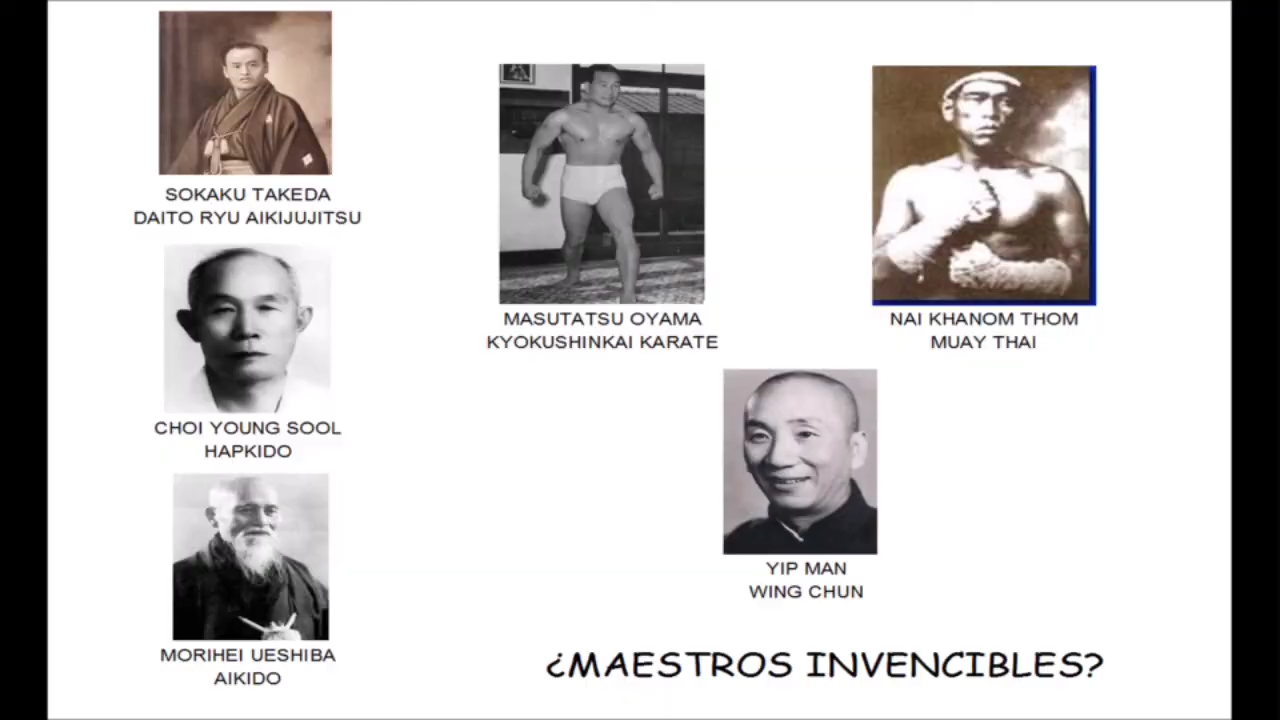 SOKAKU TAKEDA
DAITO RYU AIKIJUJITSU
CHOI YOUNG SOOL
HAPKIDO
MORIHEI UESHIBA
AIKIDO
MASUTATSU OYAMA
KYOKUSHINKAI KARATE
NAI KHANOM THOM
MUAY THAI
YIP MAN
WING CHUN
¿MAESTROS INVENCIBLES?